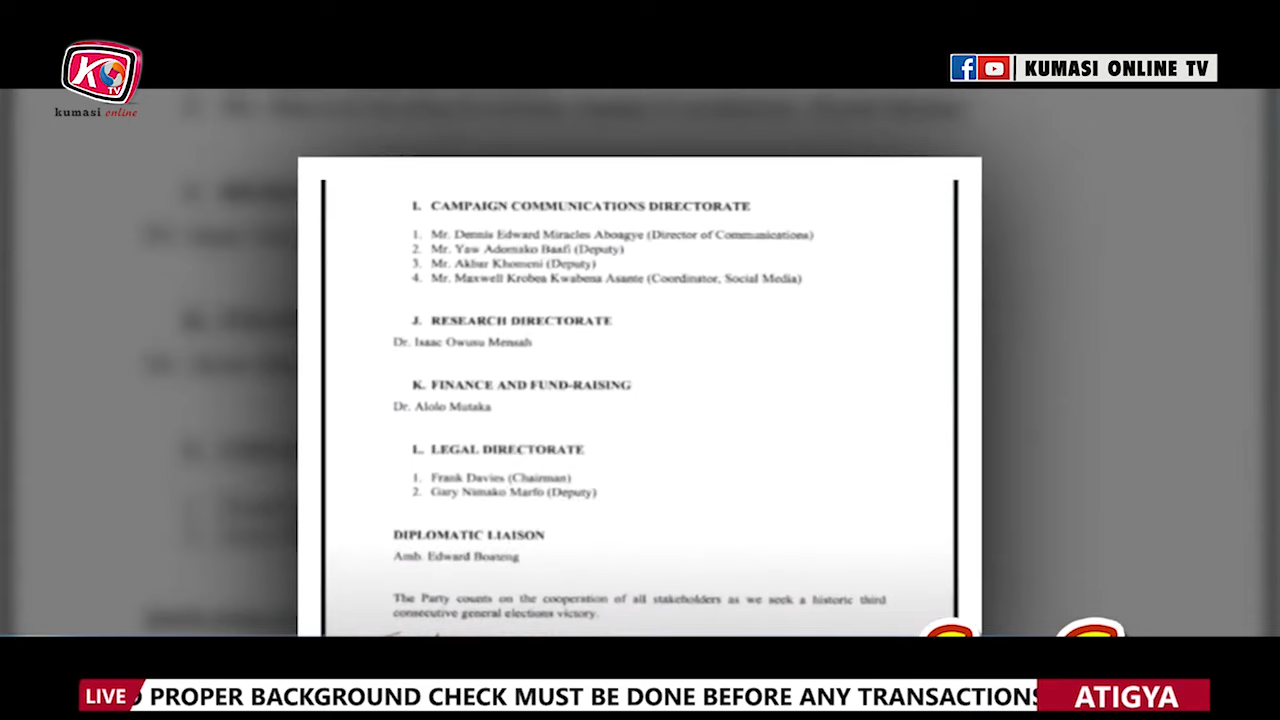 KUMASI ONLINE TV
K TV
kumasi online
I. CAMPAIGN COMMUNICATIONS DIRECTORATE
1. Mr. Dennis Edward Miracles Aboagye (Director of Communications)
2. Mr. Yaw Adomako Baafi (Deputy)
3. Mr. Akbar Khomeni (Deputy)
4. Mr. Maxwell Krobea Kwabena Asante (Coordinator, Social Media)
J. RESEARCH DIRECTORATE
Dr. Isaac Owusu Mensah
K. FINANCE AND FUND-RAISING
Dr. Alolo Mutaka
L. LEGAL DIRECTORATE
1. Frank Davies (Chairman)
2. Gary Nimako Marfo (Deputy)
DIPLOMATIC LIAISON
Amb. Edward Boateng
The Party counts on the cooperation of all stakeholders as we seek a historic third
consecutive general elections victory.
LIVE PROPER BACKGROUND CHECK MUST BE DONE BEFORE ANY TRANSACTIONS ATIGYA